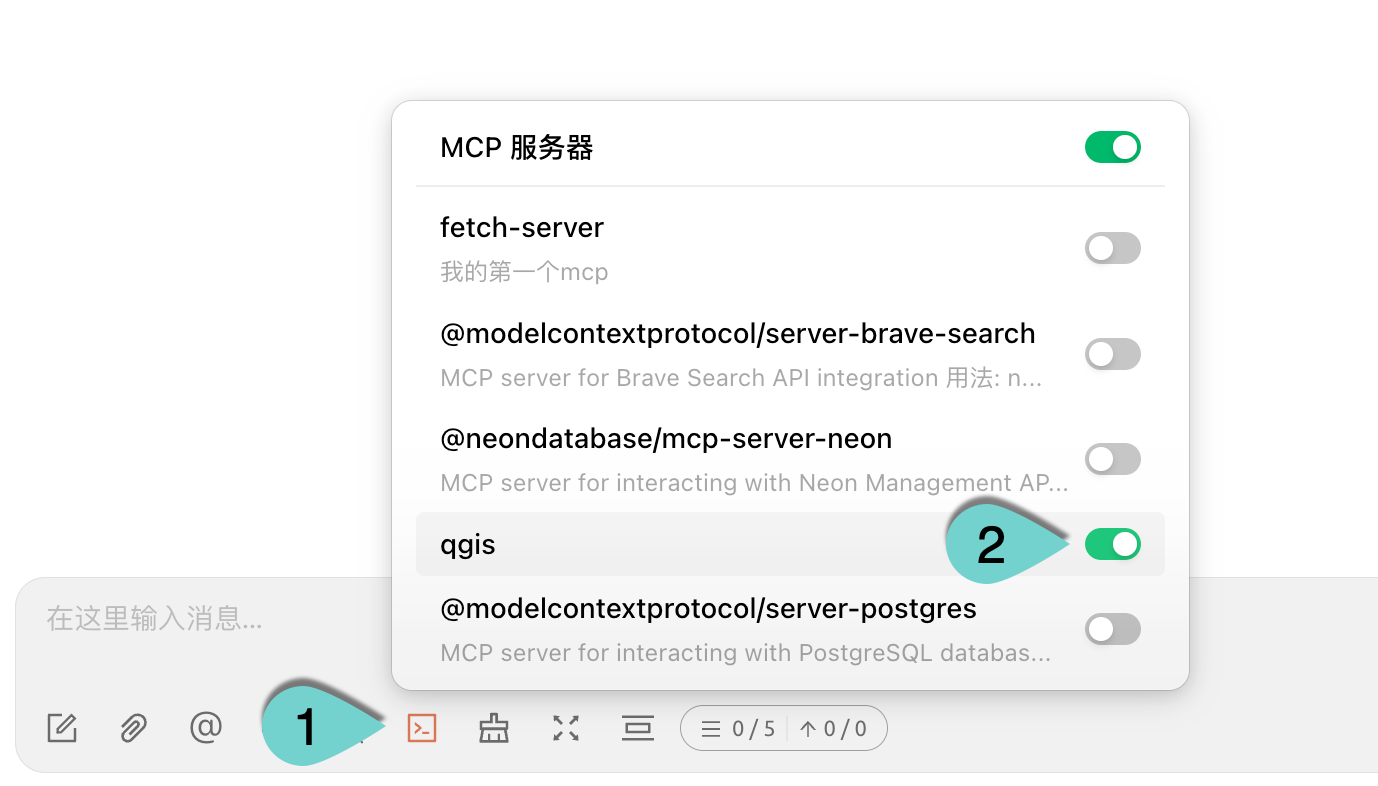 MCP 服务器
fetch-server
我的第一个mcp
@modelcontextprotocol/server-brave-search
MCP server for Brave Search API integration 用法: n...
@neondatabase/mcp-server-neon
MCP server for interacting with Neon Management AP...
qgis
2
@modelcontextprotocol/server-postgres
MCP server for interacting with PostgreSQL databas...
在这里输入消息...
@
1
0 / 5
0 / 0